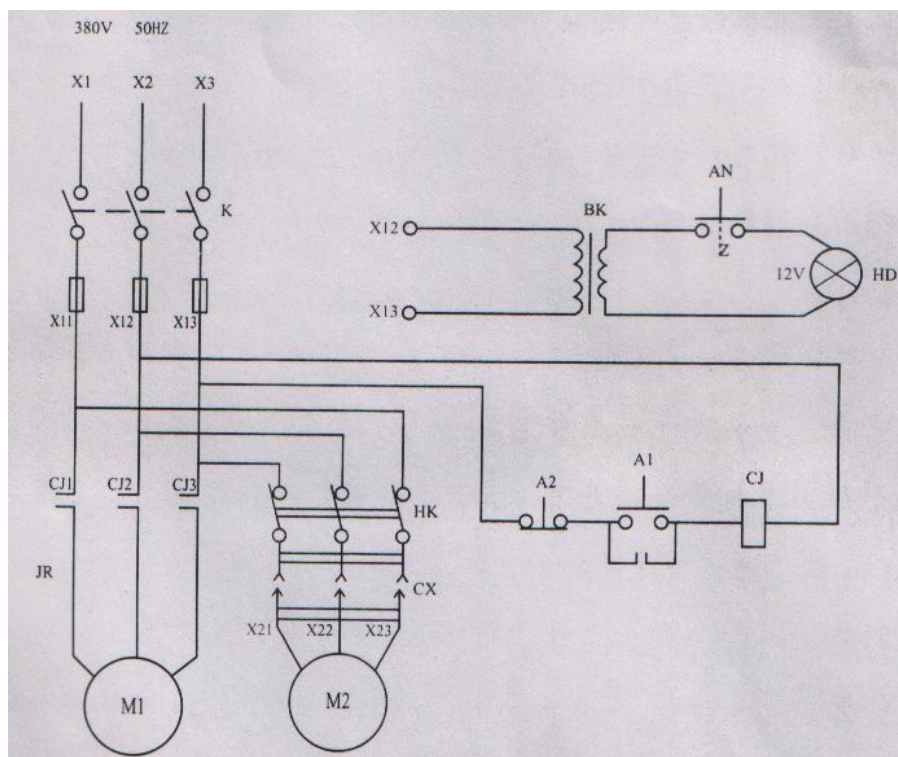 380V 50HZ
X1 X2 X3
K
X11 X12 X13
AN
BK
X12
Z
12V HD
X13
CJ1 CJ2 CJ3
HK
A2 A1 CJ
JR
CX
X21 X22 X23
M1
M2